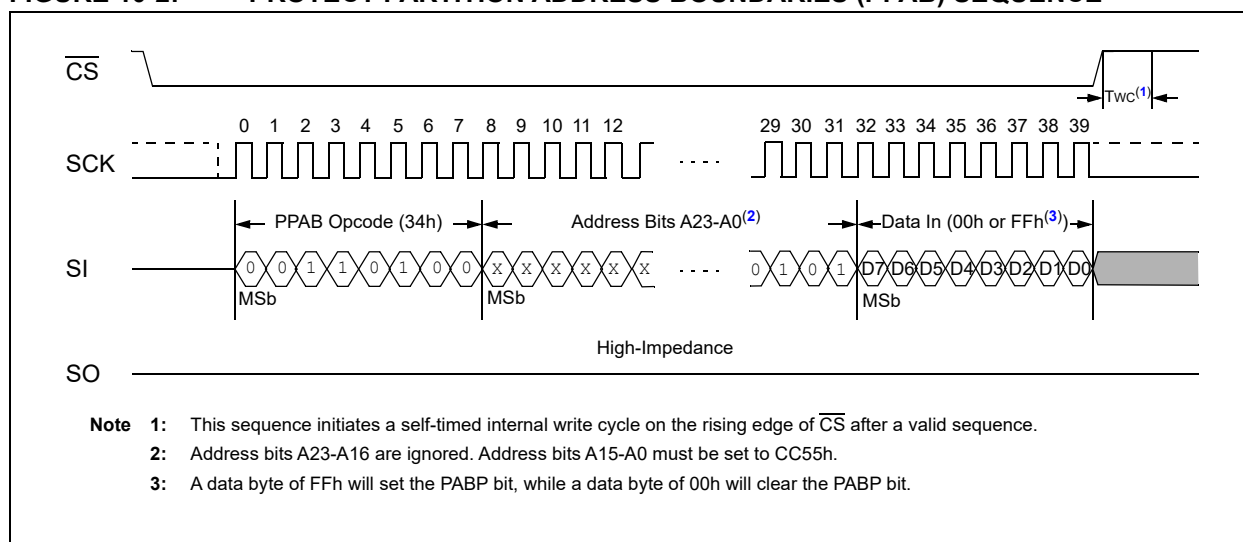 CS
TWC(1)
0 1 2 3 4 5 6 7 8 9 10 11 12 29 30 31 32 33 34 35 36 37 38 39
SCK
PPAB Opcode (34h) Address Bits A23-A0(2) Data In (00h or FFh(3))
SI 0 0 1 1 0 1 0 0 X X X X X X 0 1 0 1 D7 D6 D5 D4 D3 D2 D1 D0
MSb MSb MSb
High-Impedance
SO
Note 1: This sequence initiates a self-timed internal write cycle on the rising edge of CS after a valid sequence.
2: Address bits A23-A16 are ignored. Address bits A15-A0 must be set to CC55h.
3: A data byte of FFh will set the PABP bit, while a data byte of 00h will clear the PABP bit.